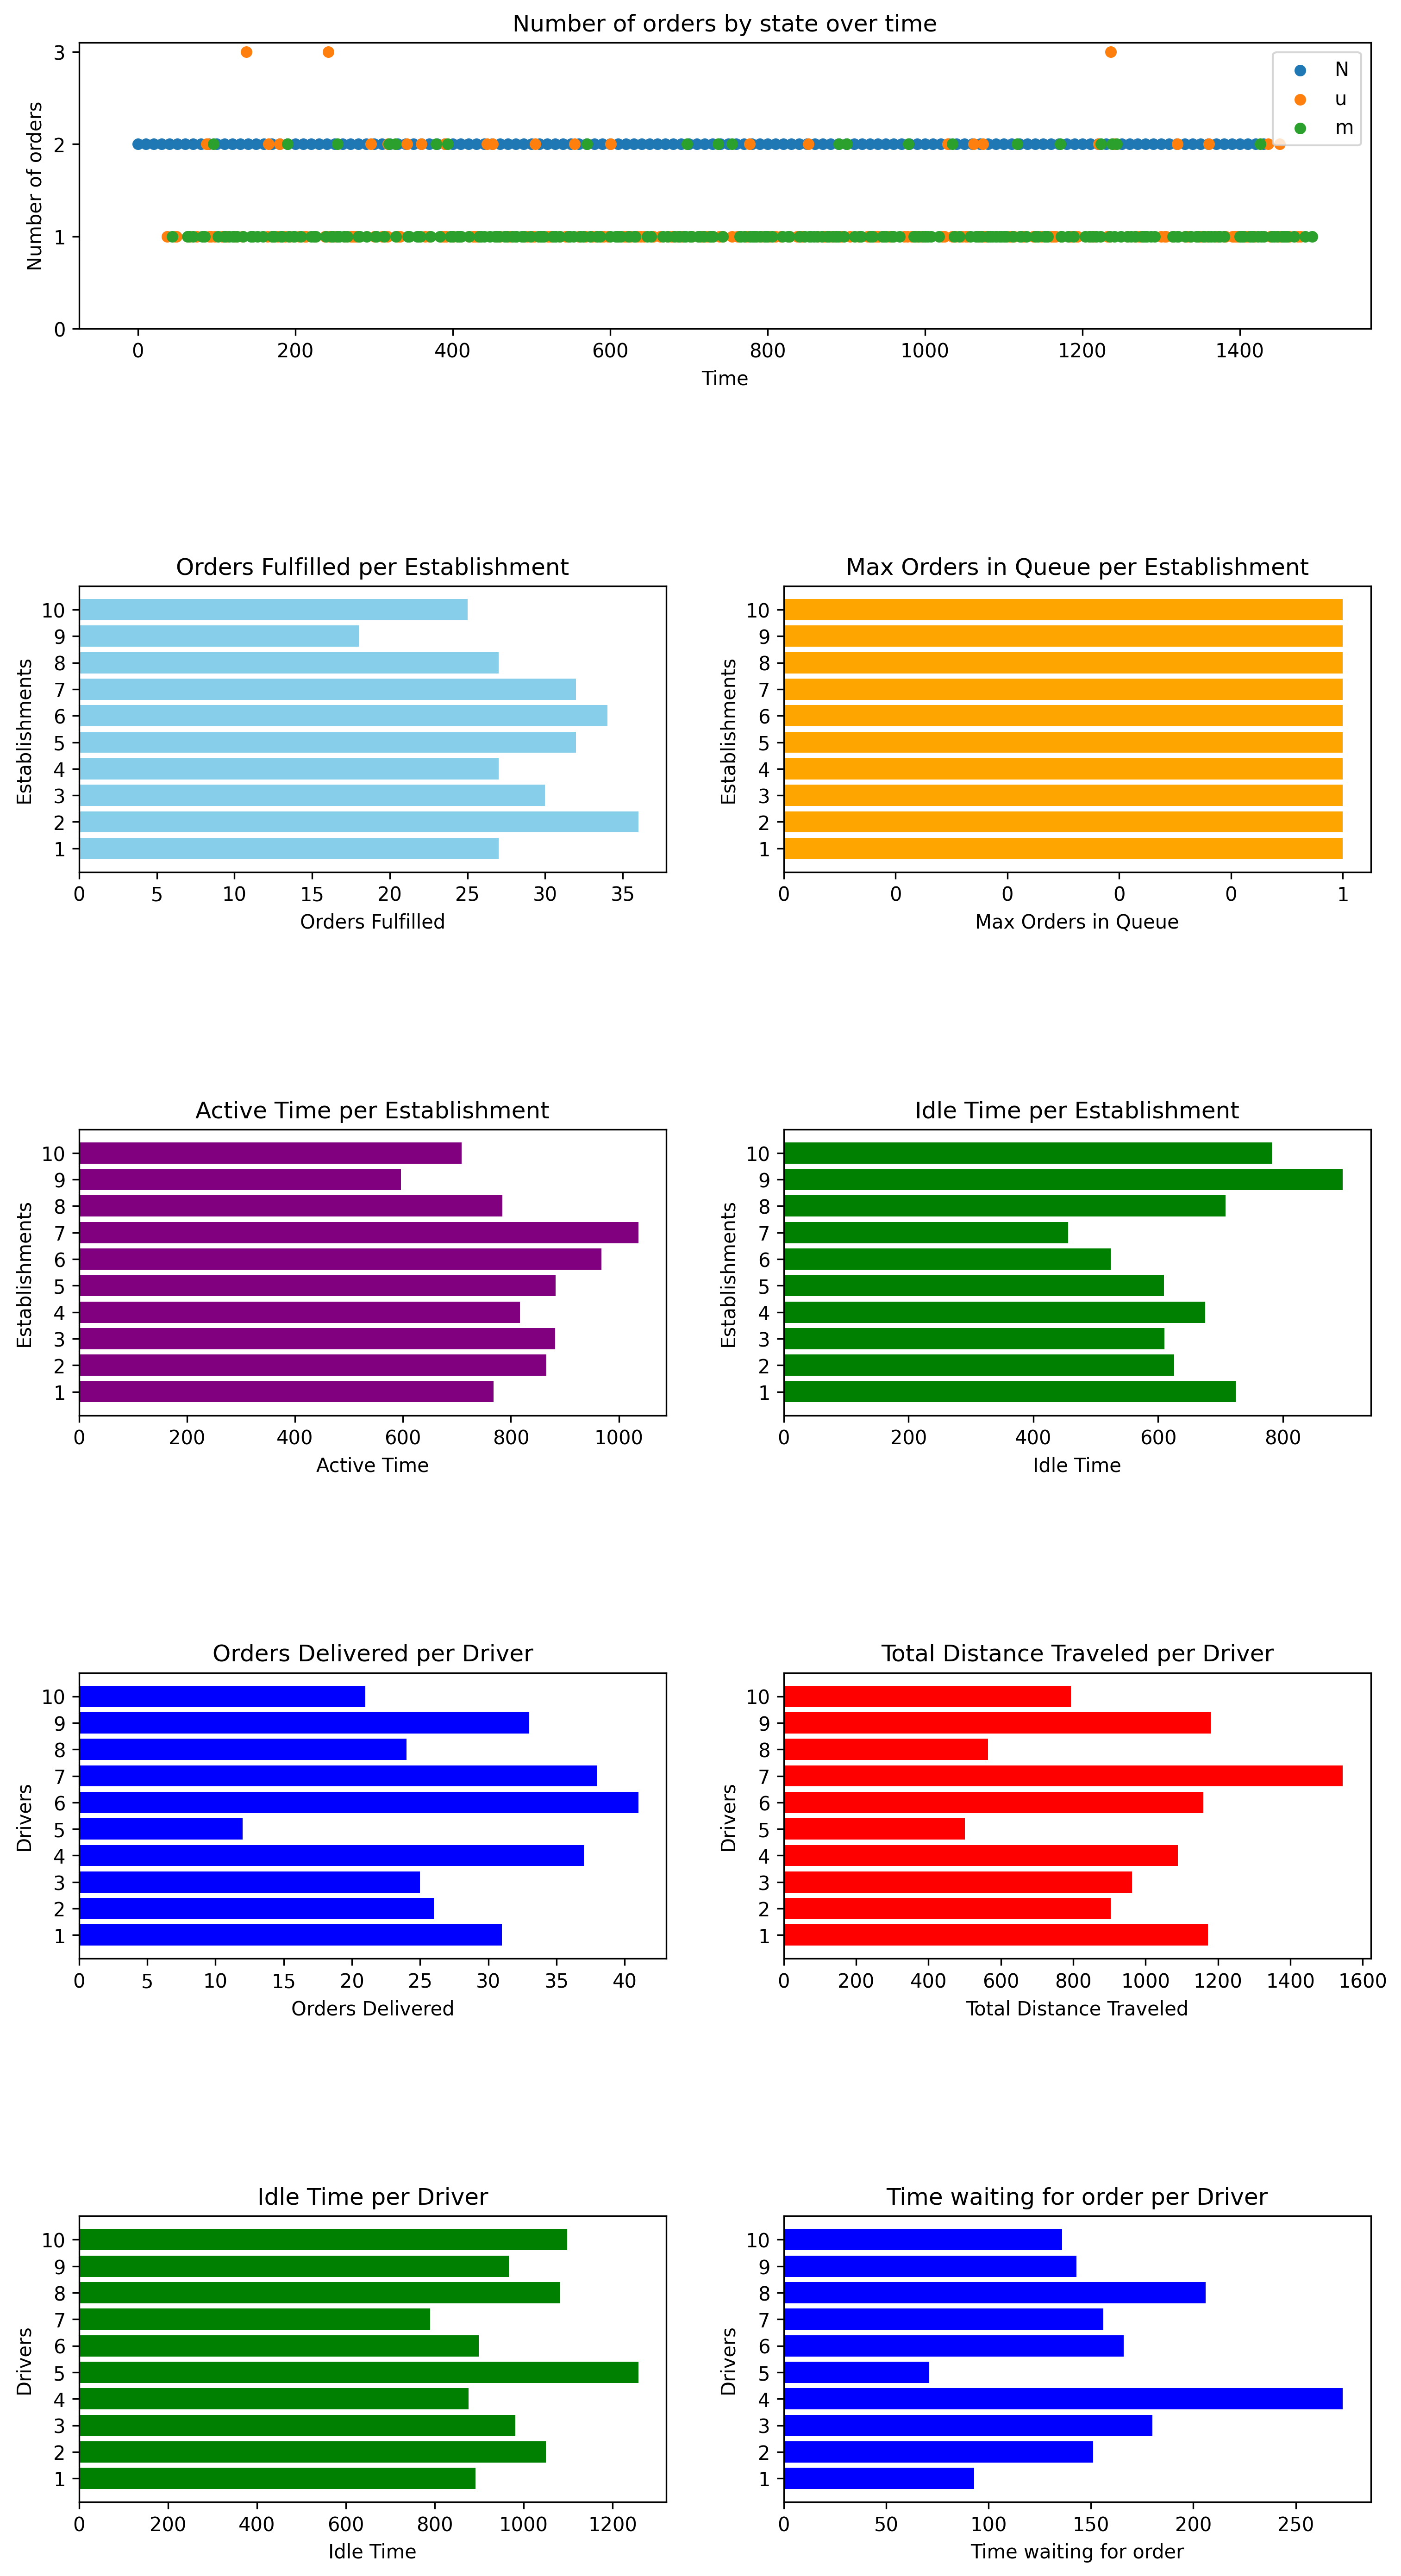 Number of orders by state over time
3
2
1
0
Number of orders
N
u
m
0 200 400 600 800 1000 1200 1400
Time
Orders Fulfilled per Establishment
10
9
8
7
6
5
4
3
2
1
Establishments
0 5 10 15 20 25 30 35
Orders Fulfilled
Max Orders in Queue per Establishment
10
9
8
7
6
5
4
3
2
1
Establishments
0 0 0 0 0 1
Max Orders in Queue
Active Time per Establishment
10
9
8
7
6
5
4
3
2
1
Establishments
0 200 400 600 800 1000
Active Time
Idle Time per Establishment
10
9
8
7
6
5
4
3
2
1
Establishments
0 200 400 600 800
Idle Time
Orders Delivered per Driver
10
9
8
7
6
5
4
3
2
1
Drivers
0 5 10 15 20 25 30 35 40
Orders Delivered
Total Distance Traveled per Driver
10
9
8
7
6
5
4
3
2
1
Drivers
0 200 400 600 800 1000 1200 1400 1600
Total Distance Traveled
Idle Time per Driver
10
9
8
7
6
5
4
3
2
1
Drivers
0 200 400 600 800 1000 1200
Idle Time
Time waiting for order per Driver
10
9
8
7
6
5
4
3
2
1
Drivers
0 50 100 150 200 250
Time waiting for order